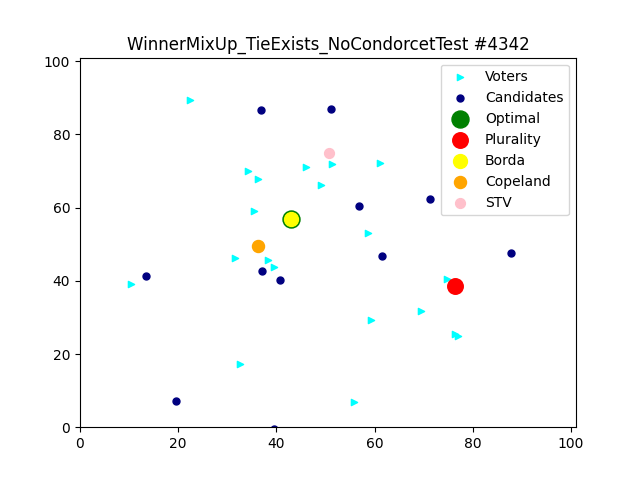 WinnerMixUp_TieExists_NoCondorcetTest #4342
Voters
Candidates
Optimal
Plurality
Borda
Copeland
STV
100
80
60
40
20
0
0 20 40 60 80 100